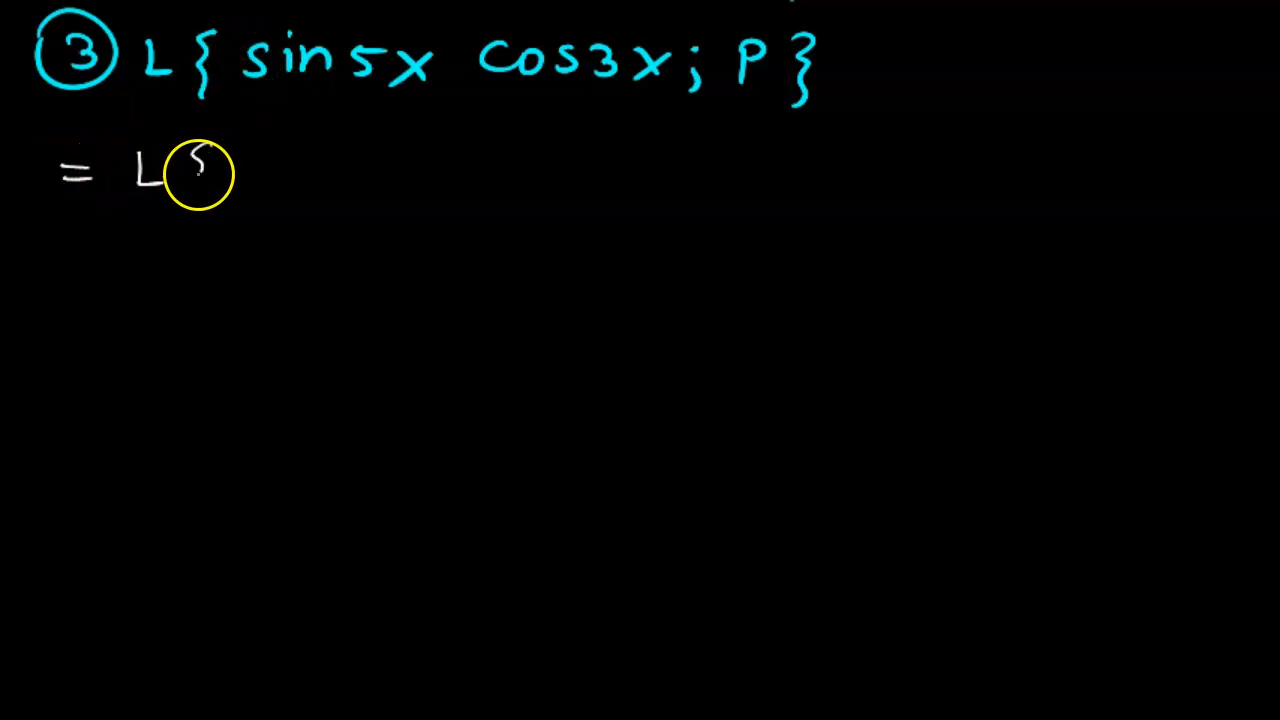 ③ L{ sin5x cos3x; P}
= L {